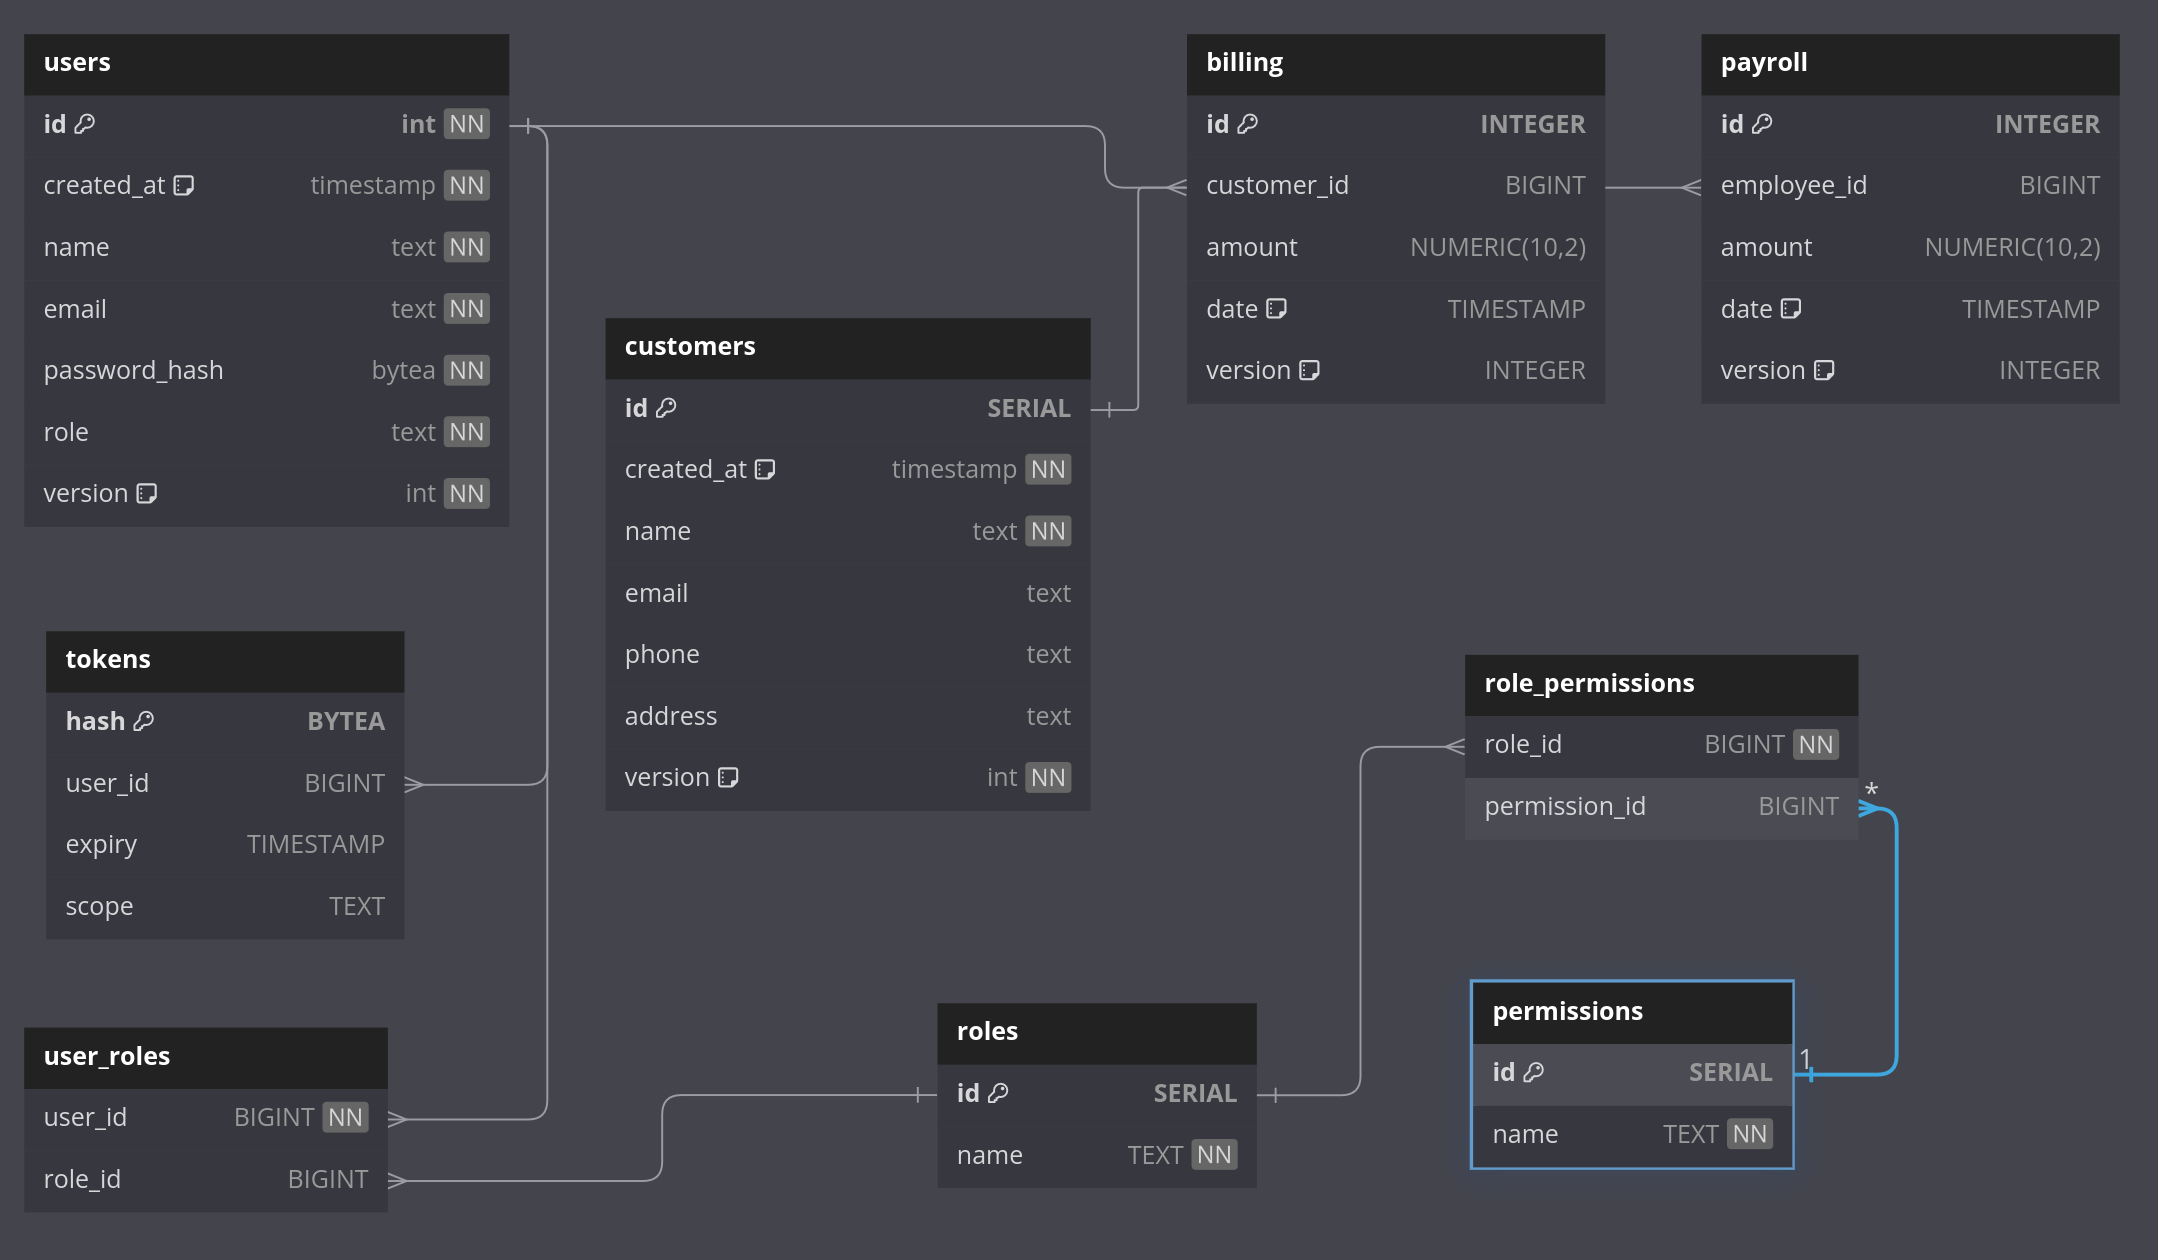 users
id int NN
created_at timestamp NN
name text NN
email text NN
password_hash bytea NN
role text NN
version int NN
billing
id INTEGER
customer_id BIGINT
amount NUMERIC(10,2)
date TIMESTAMP
version INTEGER
payroll
id INTEGER
employee_id BIGINT
amount NUMERIC(10,2)
date TIMESTAMP
version INTEGER
customers
id SERIAL
created_at timestamp NN
name text NN
email text
phone text
address text
version int NN
tokens
hash BYTEA
user_id BIGINT
expiry TIMESTAMP
scope TEXT
role_permissions
role_id BIGINT NN
permission_id BIGINT
*
user_roles
user_id BIGINT NN
role_id BIGINT
roles
id SERIAL
name TEXT NN
permissions
1
id SERIAL
name TEXT NN